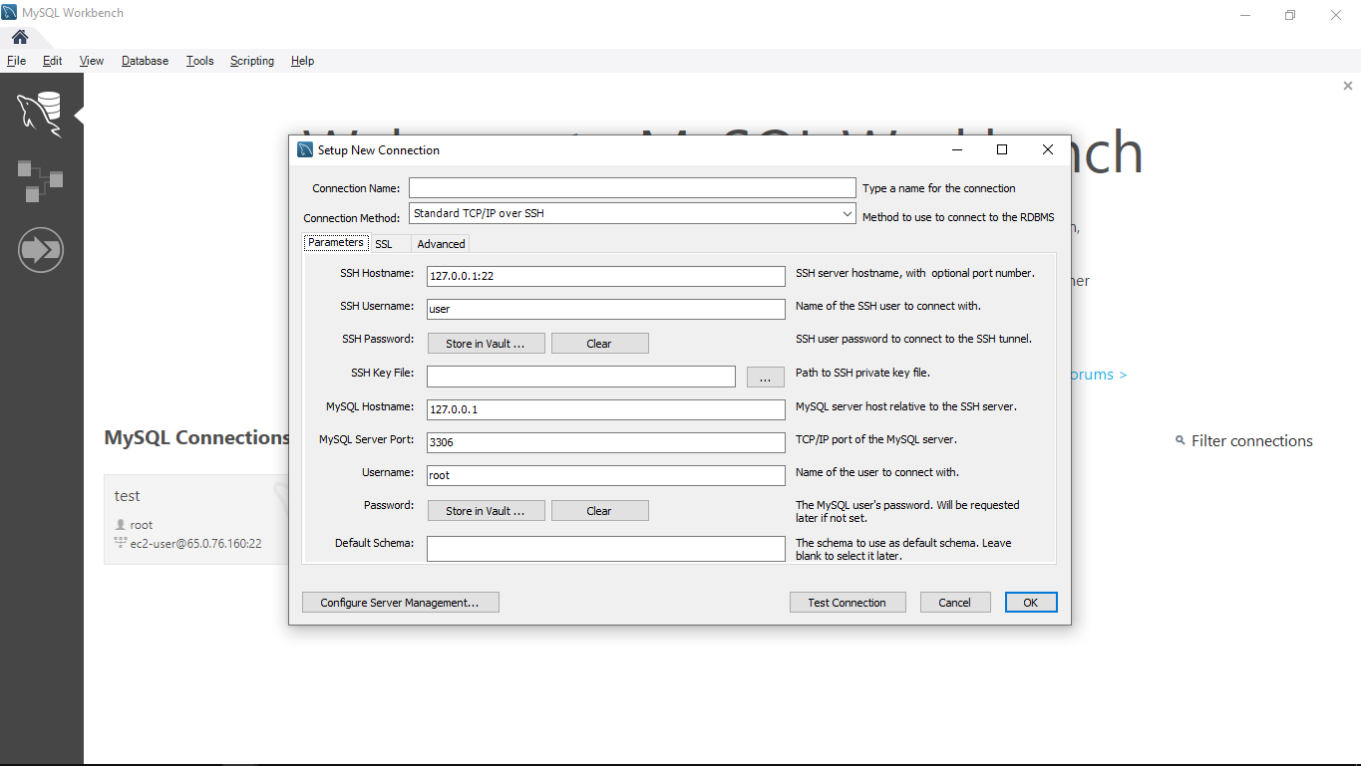 MySQL Workbench
File Edit View Database Tools Scripting Help
Setup New Connection
Connection Name: Type a name for the connection
Connection Method: Standard TCP/IP over SSH Method to use to connect to the RDBMS
Parameters SSL Advanced
SSH Hostname: 127.0.0.1:22 SSH server hostname, with optional port number.
SSH Username: user Name of the SSH user to connect with.
SSH Password: Store in Vault ... Clear SSH user password to connect to the SSH tunnel.
SSH Key File: ... Path to SSH private key file.
MySQL Hostname: 127.0.0.1 MySQL server host relative to the SSH server.
MySQL Server Port: 3306 TCP/IP port of the MySQL server.
Username: root Name of the user to connect with.
Password: Store in Vault ... Clear The MySQL user's password. Will be requested
later if not set.
Default Schema: The schema to use as default schema. Leave
blank to select it later.
Configure Server Management... Test Connection Cancel OK
orums >
MySQL Connections
Filter connections
test
root
ec2-user@65.0.76.160:22